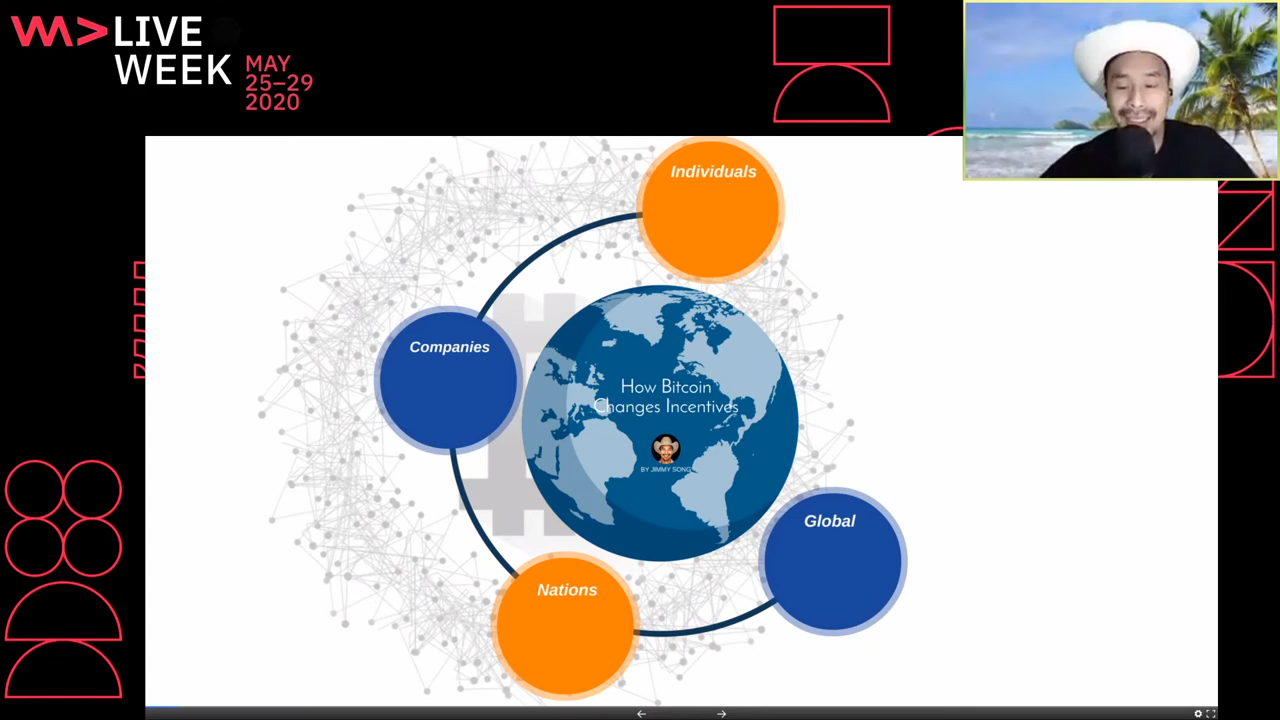 LIVE
WEEK
MAY
25–29
2020
Individuals
Companies
How Bitcoin
Changes Incentives
BY JIMMY SONG
Global
Nations